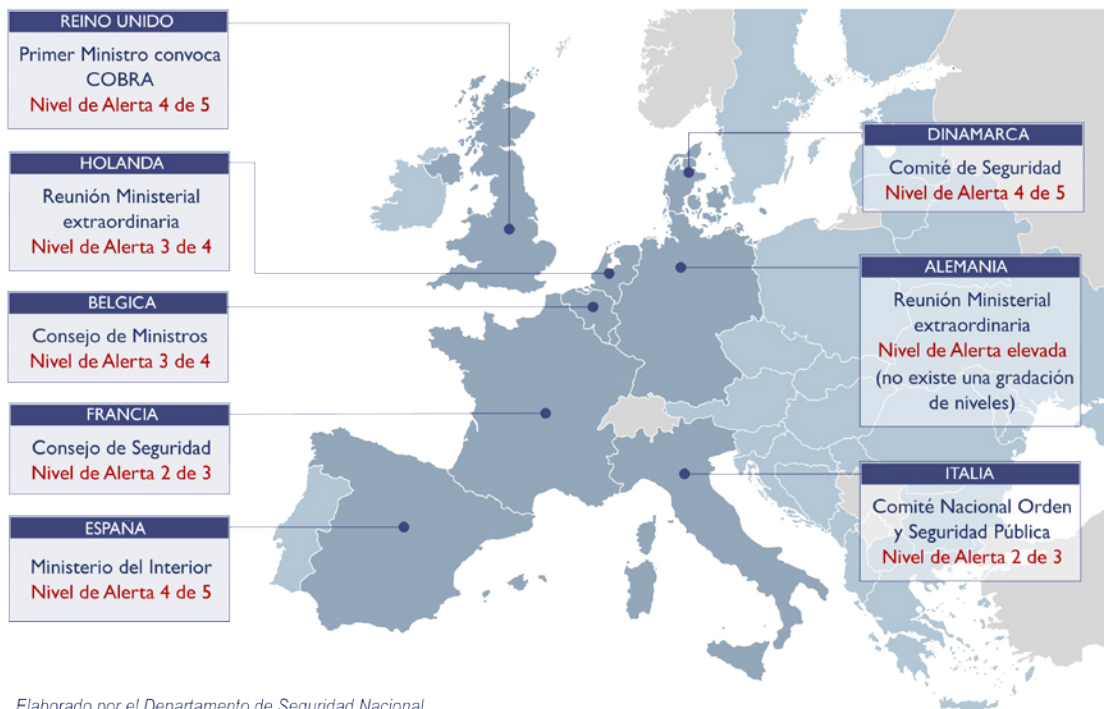 REINO UNIDO
Primer Ministro convoca
COBRA
Nivel de Alerta 4 de 5
HOLANDA
Reunión Ministerial
extraordinaria
Nivel de Alerta 3 de 4
BELGICA
Consejo de Ministros
Nivel de Alerta 3 de 4
FRANCIA
Consejo de Seguridad
Nivel de Alerta 2 de 3
ESPANA
Ministerio del Interior
Nivel de Alerta 4 de 5
DINAMARCA
Comité de Seguridad
Nivel de Alerta 4 de 5
ALEMANIA
Reunión Ministerial
extraordinaria
Nivel de Alerta elevada
(no existe una gradación
de niveles)
ITALIA
Comité Nacional Orden
y Seguridad Pública
Nivel de Alerta 2 de 3
Elaborado por el Departamento de Seguridad Nacional